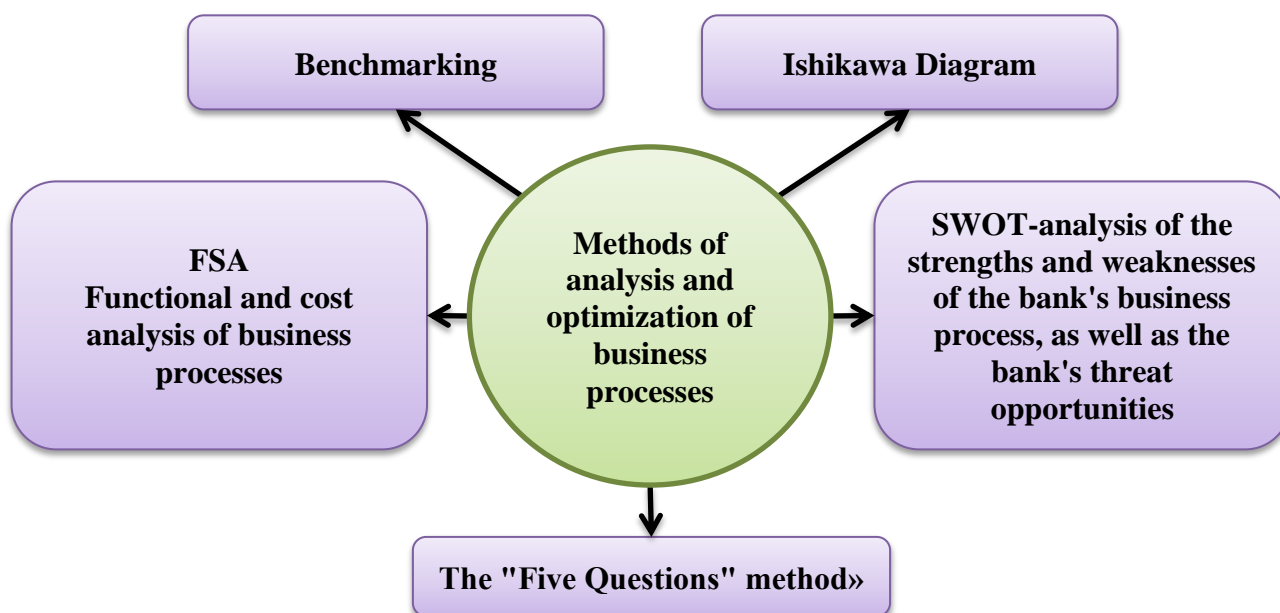 Benchmarking
Ishikawa Diagram
FSA
Functional and cost
analysis of business
processes
Methods of
analysis and
optimization of
business
processes
SWOT-analysis of the
strengths and weaknesses
of the bank's business
process, as well as the
bank's threat
opportunities
The "Five Questions" method»